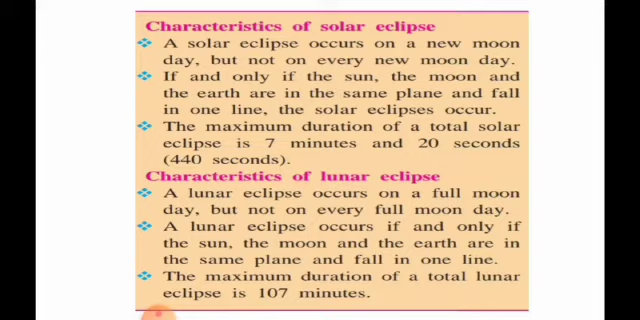 Characteristics of solar eclipse
❖ A solar eclipse occurs on a new moon
day, but not on every new moon day.
❖ If and only if the sun, the moon and
the earth are in the same plane and fall
in one line, the solar eclipses occur.
❖ The maximum duration of a total solar
eclipse is 7 minutes and 20 seconds
(440 seconds).
Characteristics of lunar eclipse
❖ A lunar eclipse occurs on a full moon
day, but not on every full moon day.
❖ A lunar eclipse occurs if and only if
the sun, the moon and the earth are in
the same plane and fall in one line.
❖ The maximum duration of a total lunar
eclipse is 107 minutes.